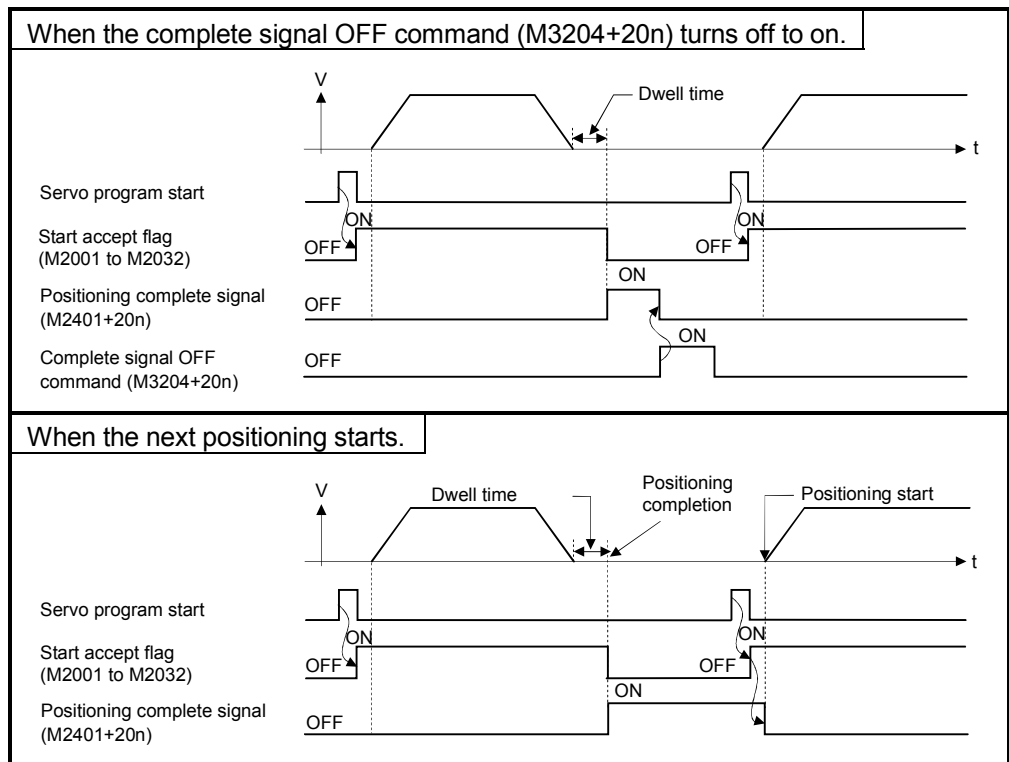 When the complete signal OFF command (M3204+20n) turns off to on.
V
Dwell time
t
Servo program start
ON
ON
Start accept flag
(M2001 to M2032)
OFF
OFF
ON
Positioning complete signal
(M2401+20n)
OFF
ON
Complete signal OFF
command (M3204+20n)
OFF
When the next positioning starts.
V
Dwell time
Positioning
completion
Positioning start
t
Servo program start
ON
ON
Start accept flag
(M2001 to M2032)
OFF
OFF
ON
Positioning complete signal
(M2401+20n)
OFF